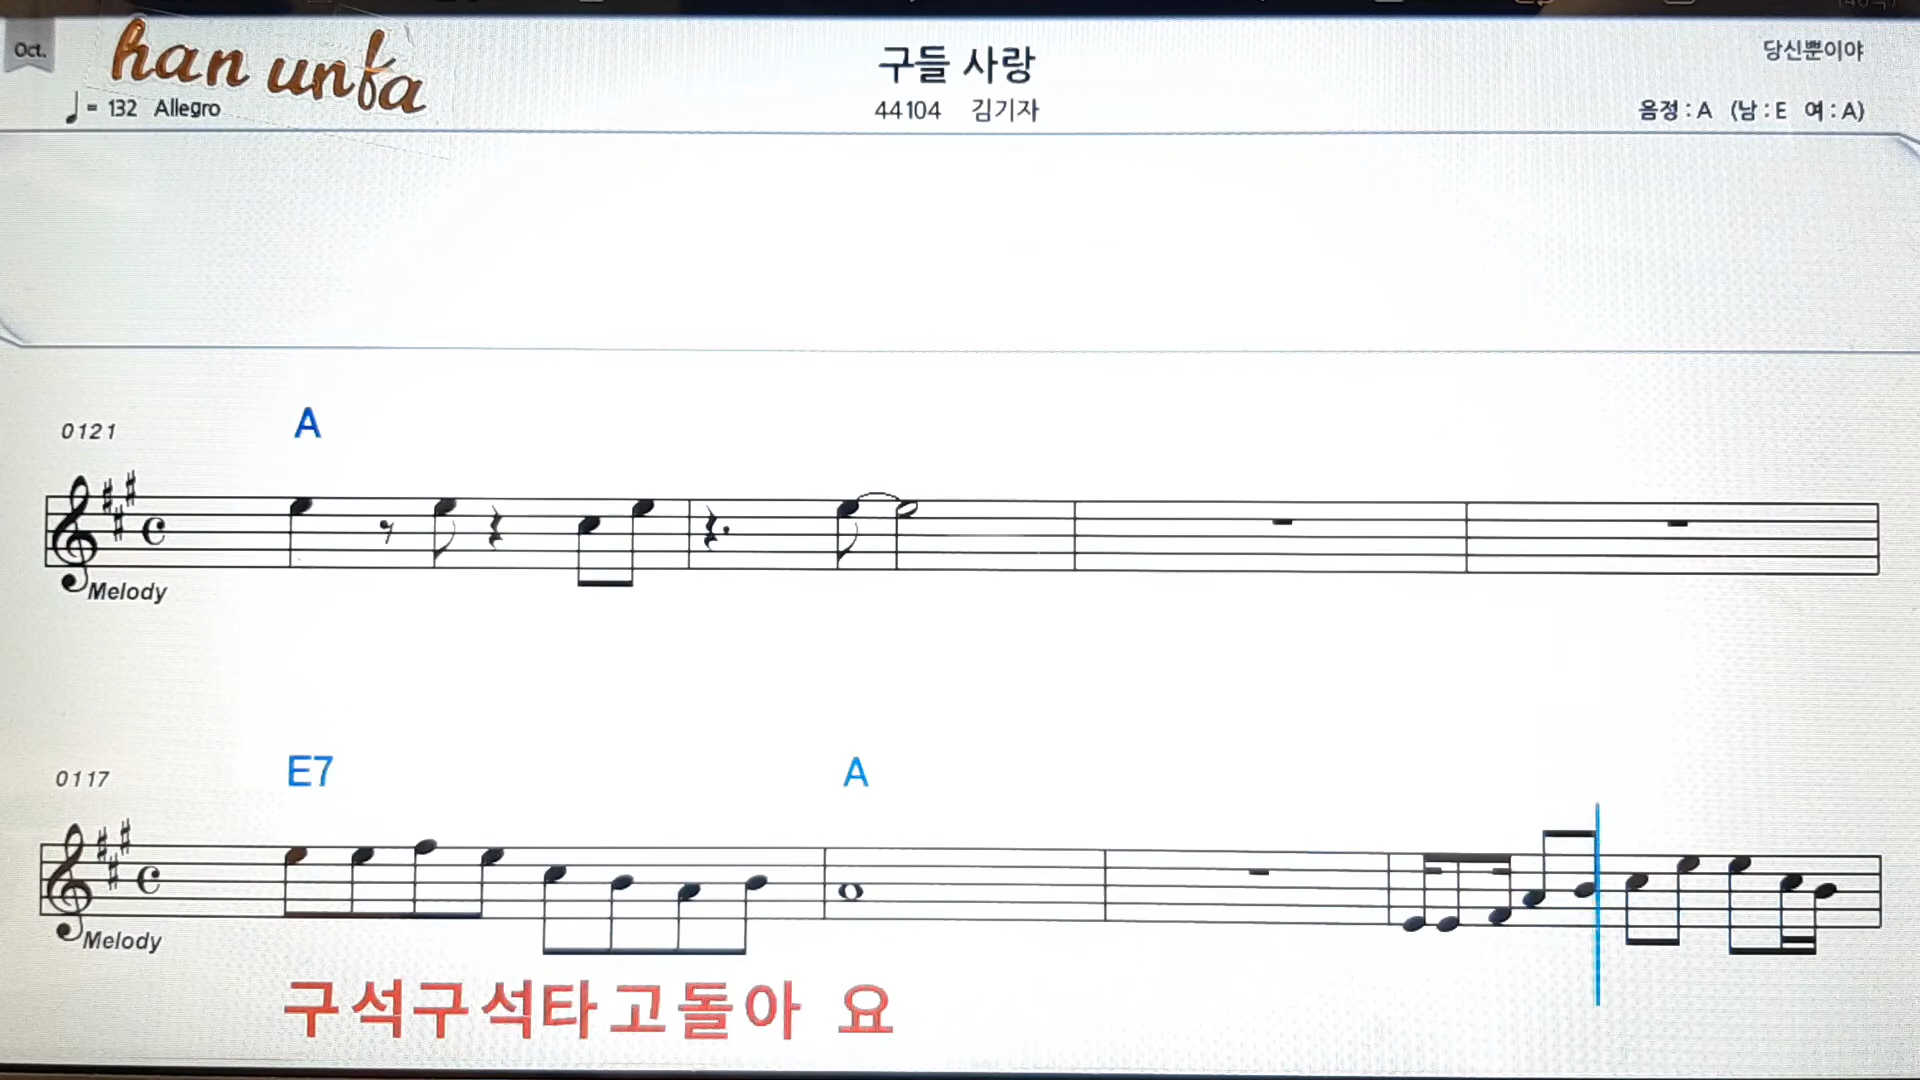 Oct.
han unfa
구들 사랑
당신뿐이야
♩ = 132 Allegro
44104 김기자
음정 : A (남 : E 여 : A)
0121
A
Melody
0117
E7 A
Melody
구석구석타고돌아 요